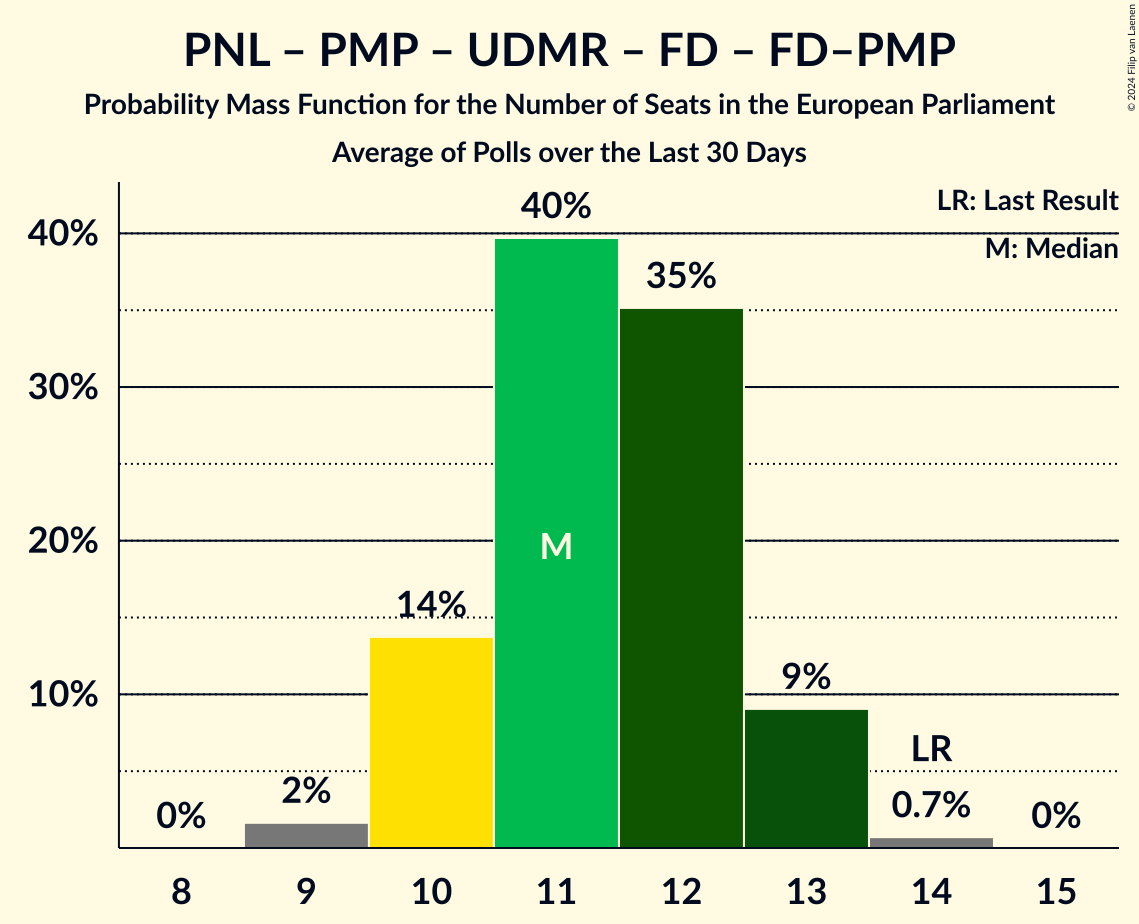 PNL – PMP – UDMR – FD – FD–PMP
Probability Mass Function for the Number of Seats in the European Parliament
Average of Polls over the Last 30 Days
© 2024 Filip van Laenen
LR: Last Result
M: Median
40%
30%
20%
10%
0%
2%
14%
40%
M
35%
9%
LR
0.7%
0%
8 9 10 11 12 13 14 15